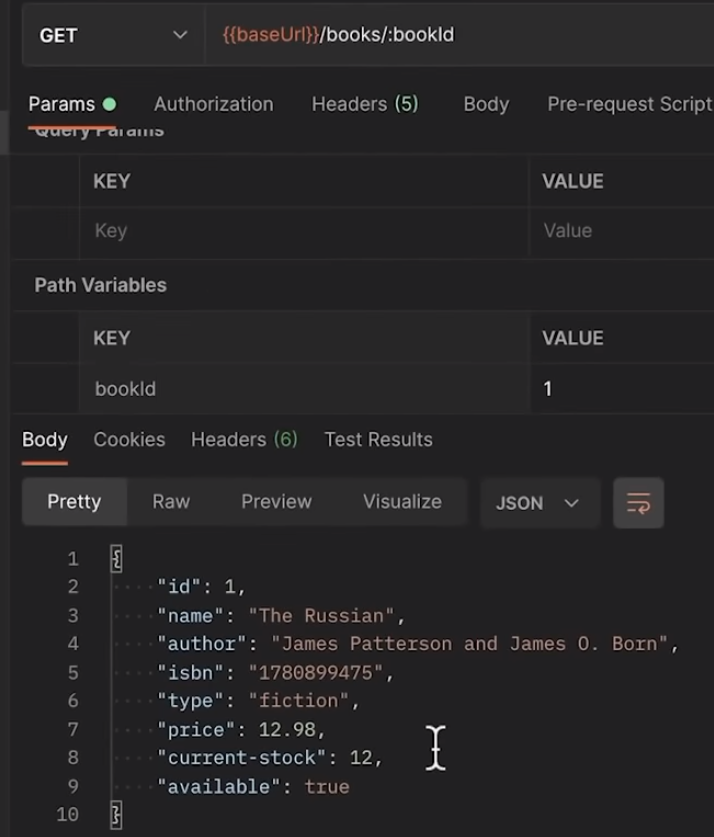 GET {{baseUrl}}/books/:bookId
Params Authorization Headers (5) Body Pre-request Script
Query Params
KEY VALUE
Key Value
Path Variables
KEY VALUE
bookId 1
Body Cookies Headers (6) Test Results
Pretty Raw Preview Visualize JSON
1 {
2 "id": 1,
3 "name": "The Russian",
4 "author": "James Patterson and James O. Born",
5 "isbn": "1780899475",
6 "type": "fiction",
7 "price": 12.98,
8 "current-stock": 12,
9 "available": true
10 }